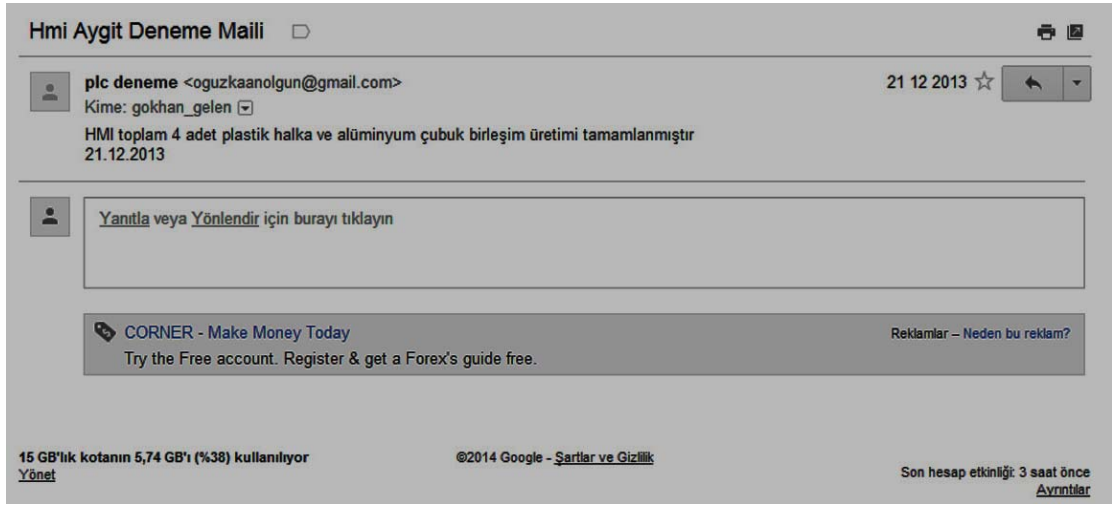 Hmi Aygit Deneme Maili
plc deneme <oguzkaanolgun@gmail.com>
21 12 2013
Kime: gokhan_gelen
HMI toplam 4 adet plastik halka ve alüminyum çubuk birleşim üretimi tamamlanmıştır
21.12.2013
Yanıtla veya Yönlendir için burayı tıklayın
CORNER - Make Money Today
Reklamlar – Neden bu reklam?
Try the Free account. Register & get a Forex's guide free.
15 GB'lık kotanın 5,74 GB'ı (%38) kullanılıyor
Yönet
©2014 Google - Şartlar ve Gizlilik
Son hesap etkinliği: 3 saat önce
Ayrıntılar